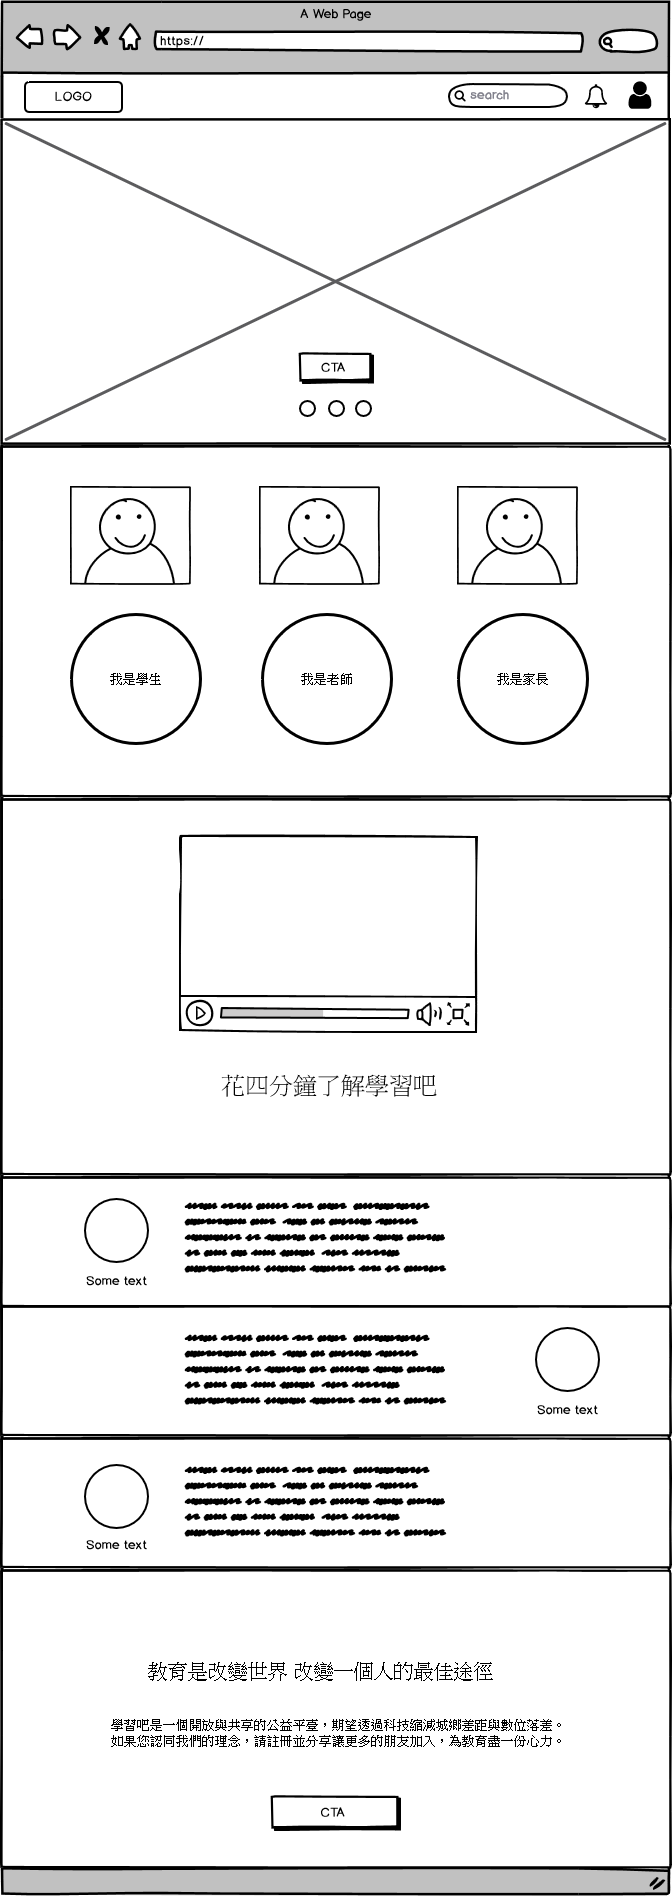 A Web Page
https://
LOGO
search
CTA
我是學生
我是老師
我是家長
花四分鐘了解學習吧
Some text
Some text
Some text
教育是改變世界 改變一個人的最佳途徑
學習吧是一個開放與共享的公益平臺，期望透過科技縮減城鄉差距與數位落差。
如果您認同我們的理念，請註冊並分享讓更多的朋友加入，為教育盡一份心力。
CTA